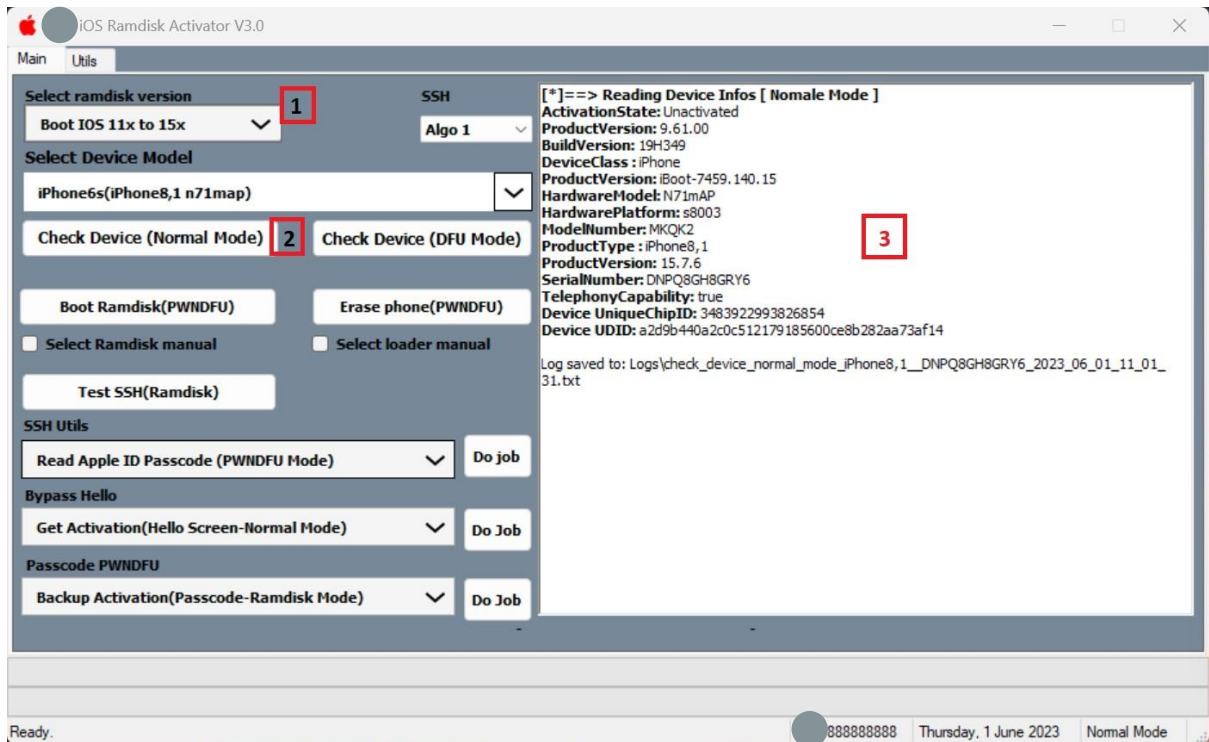 iOS Ramdisk Activator V3.0
Main
Utils
Select ramdisk version
1
SSH
Boot IOS 11x to 15x
Algo 1
Select Device Model
iPhone6s(iPhone8,1 n71map)
Check Device (Normal Mode)
2
Check Device (DFU Mode)
Boot Ramdisk(PWNDFU)
Erase phone(PWNDFU)
Select Ramdisk manual
Select loader manual
Test SSH(Ramdisk)
SSH Utils
Read Apple ID Passcode (PWNDFU Mode)
Do job
Bypass Hello
Get Activation(Hello Screen-Normal Mode)
Do Job
Passcode PWNDFU
Backup Activation(Passcode-Ramdisk Mode)
Do Job
[*]==> Reading Device Infos [ Nomale Mode ]
ActivationState: Unactivated
ProductVersion: 9.61.00
BuildVersion: 19H349
DeviceClass : iPhone
ProductVersion: iBoot-7459.140.15
HardwareModel: N71mAP
HardwarePlatform: s8003
ModelNumber: MKQK2
ProductType : iPhone8,1
ProductVersion: 15.7.6
SerialNumber: DNPQ8GH8GRY6
TelephonyCapability: true
Device UniqueChipID: 3483922993826854
Device UDID: a2d9b440a2c0c512179185600ce8b282aa73af14
3
Log saved to: Logs\check_device_normal_mode_iPhone8,1__DNPQ8GH8GRY6_2023_06_01_11_01_
31.txt
-
-
Ready.
888888888
Thursday, 1 June 2023
Normal Mode